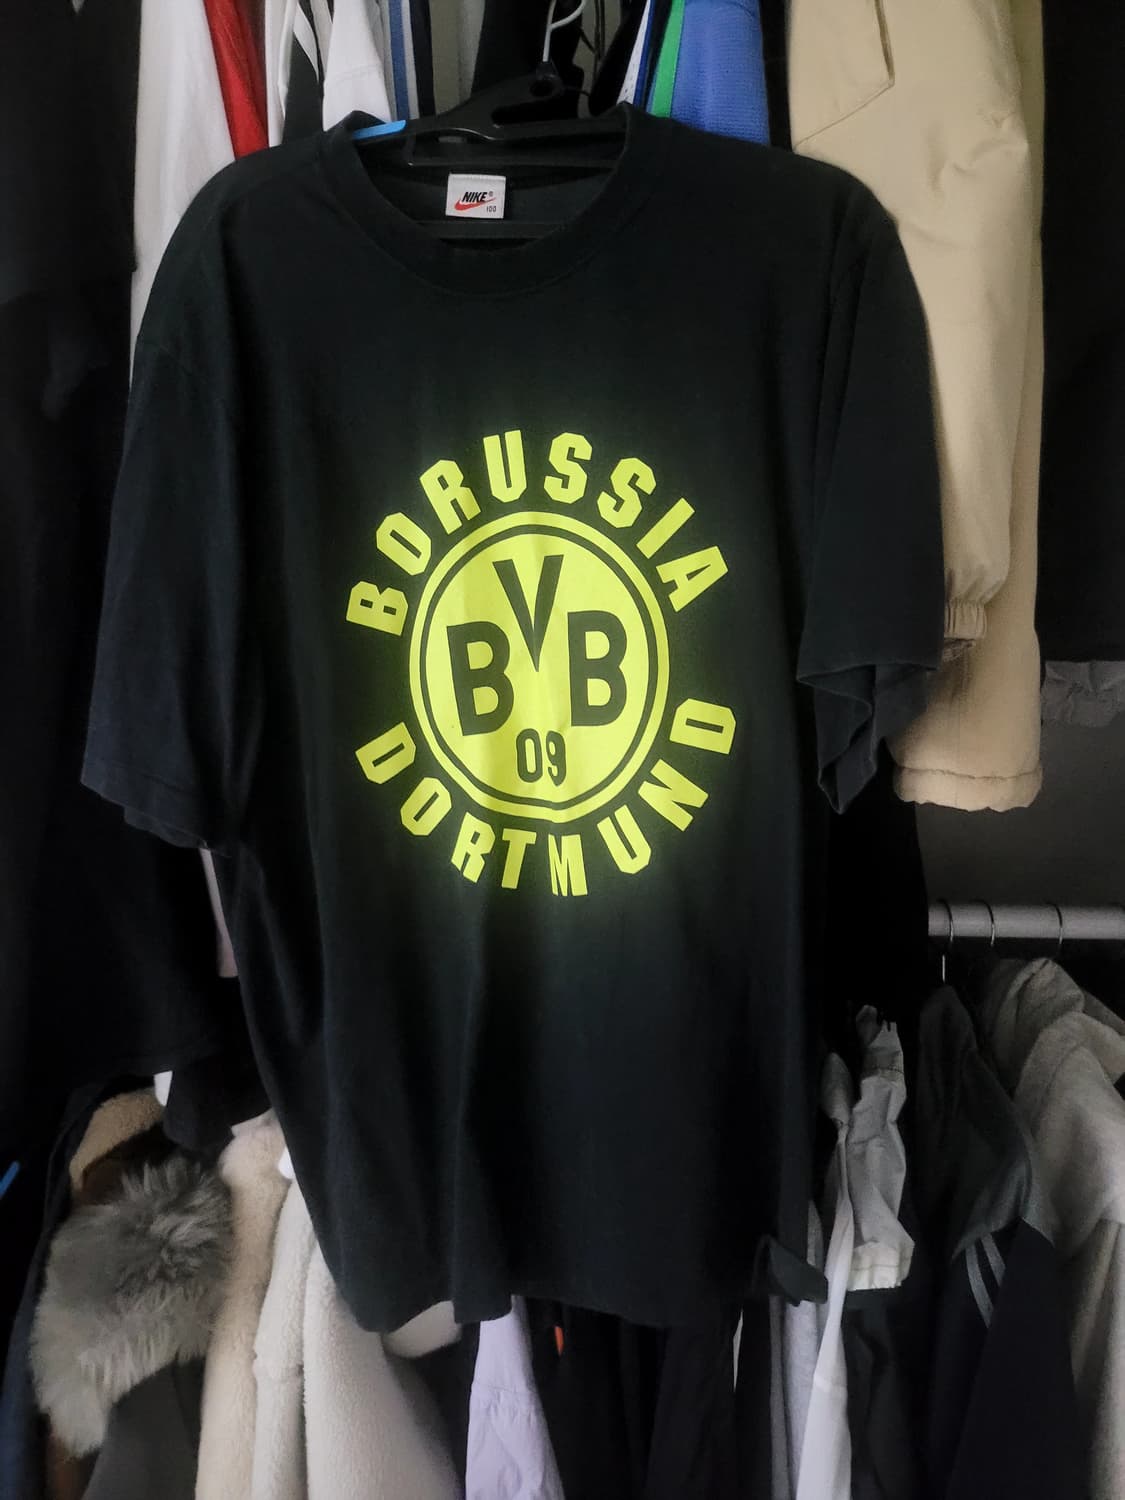 NIKE®
100
BORUSSIA
BVB
09
DORTMUND